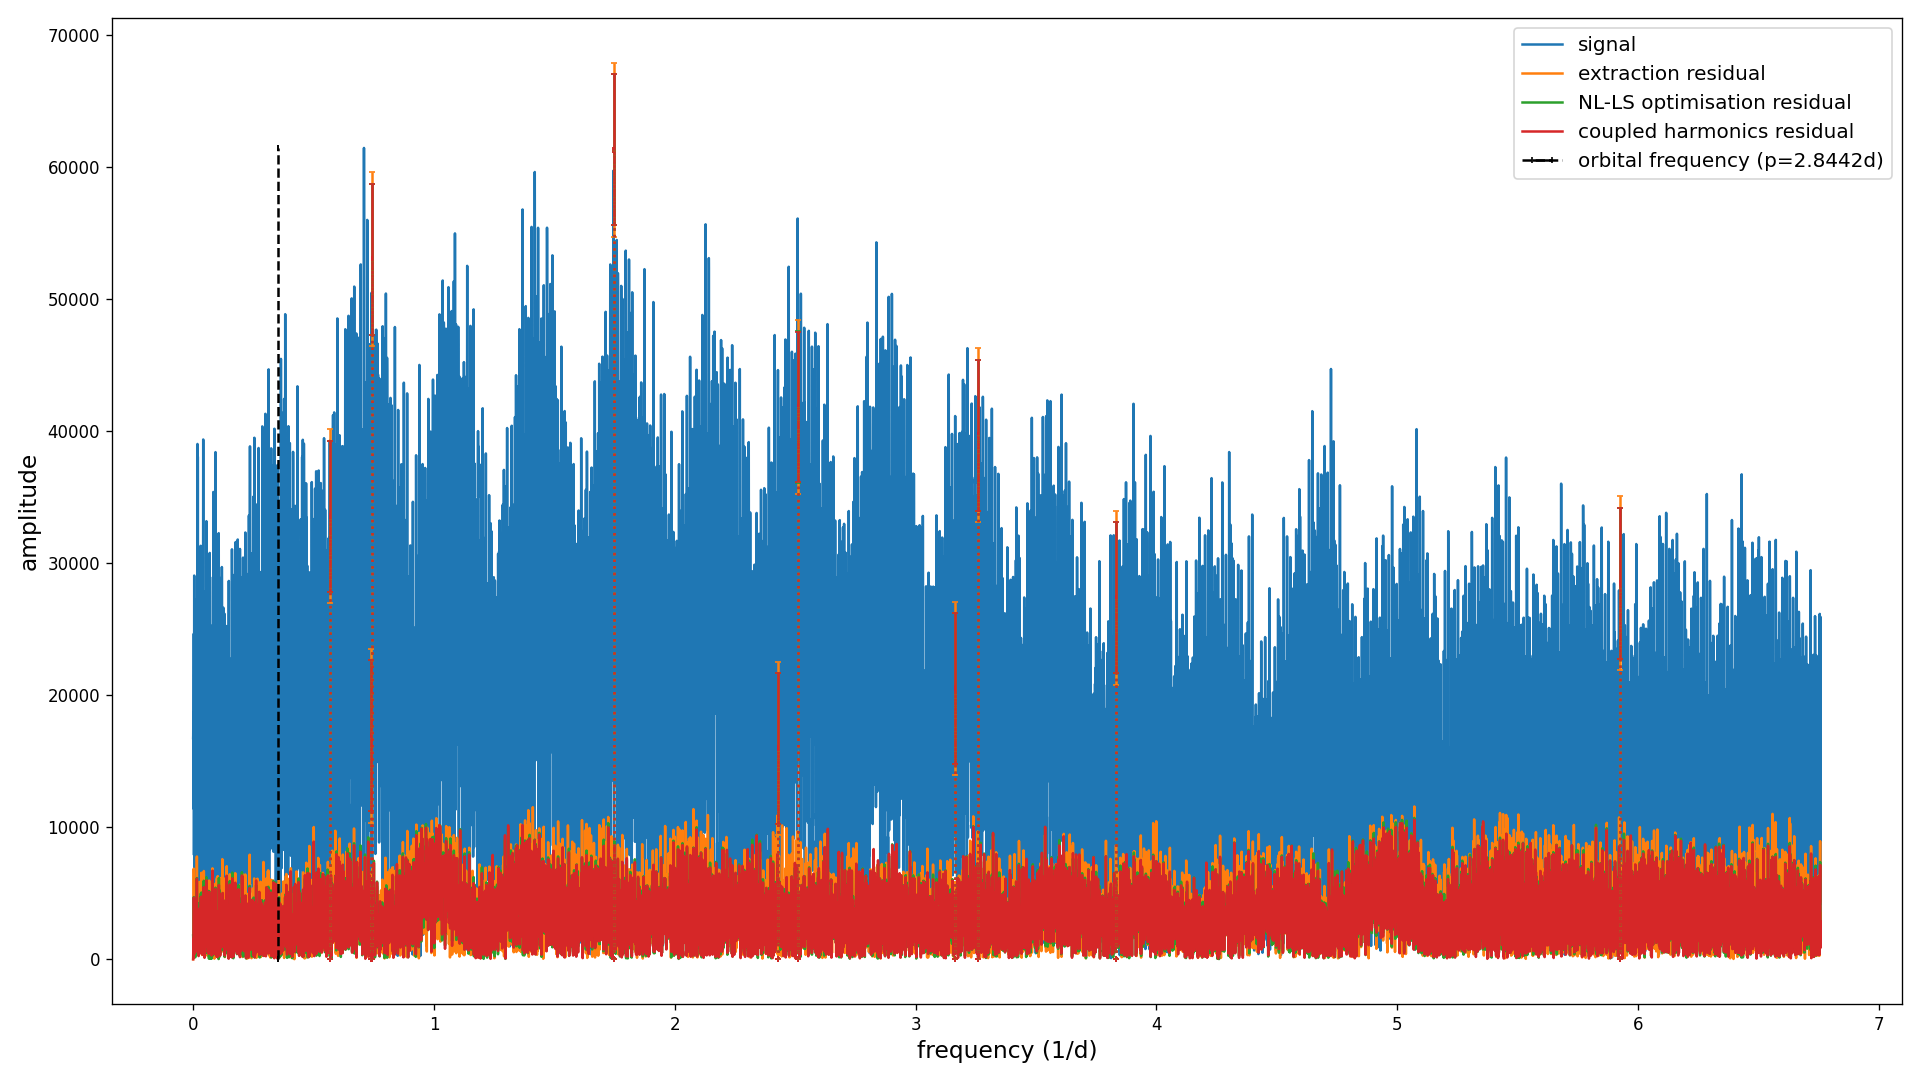 70000
60000
50000
40000
30000
20000
10000
0
amplitude
0 1 2 3 4 5 6 7
frequency (1/d)
signal
extraction residual
NL-LS optimisation residual
coupled harmonics residual
orbital frequency (p=2.8442d)